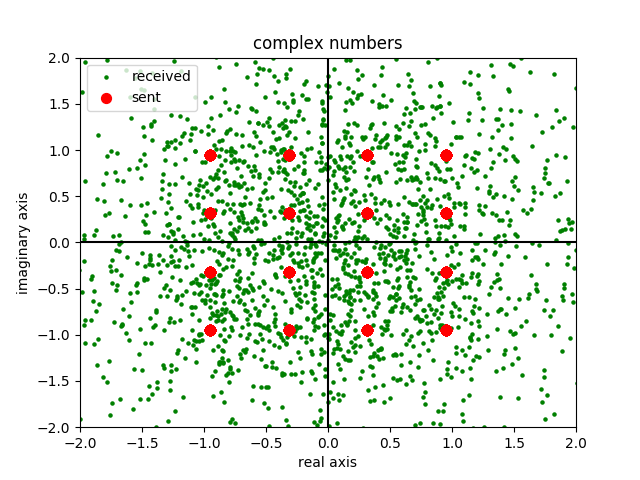 complex numbers
received
sent
2.0
1.5
1.0
0.5
0.0
−0.5
−1.0
−1.5
−2.0
imaginary axis
−2.0 −1.5 −1.0 −0.5 0.0 0.5 1.0 1.5 2.0
real axis